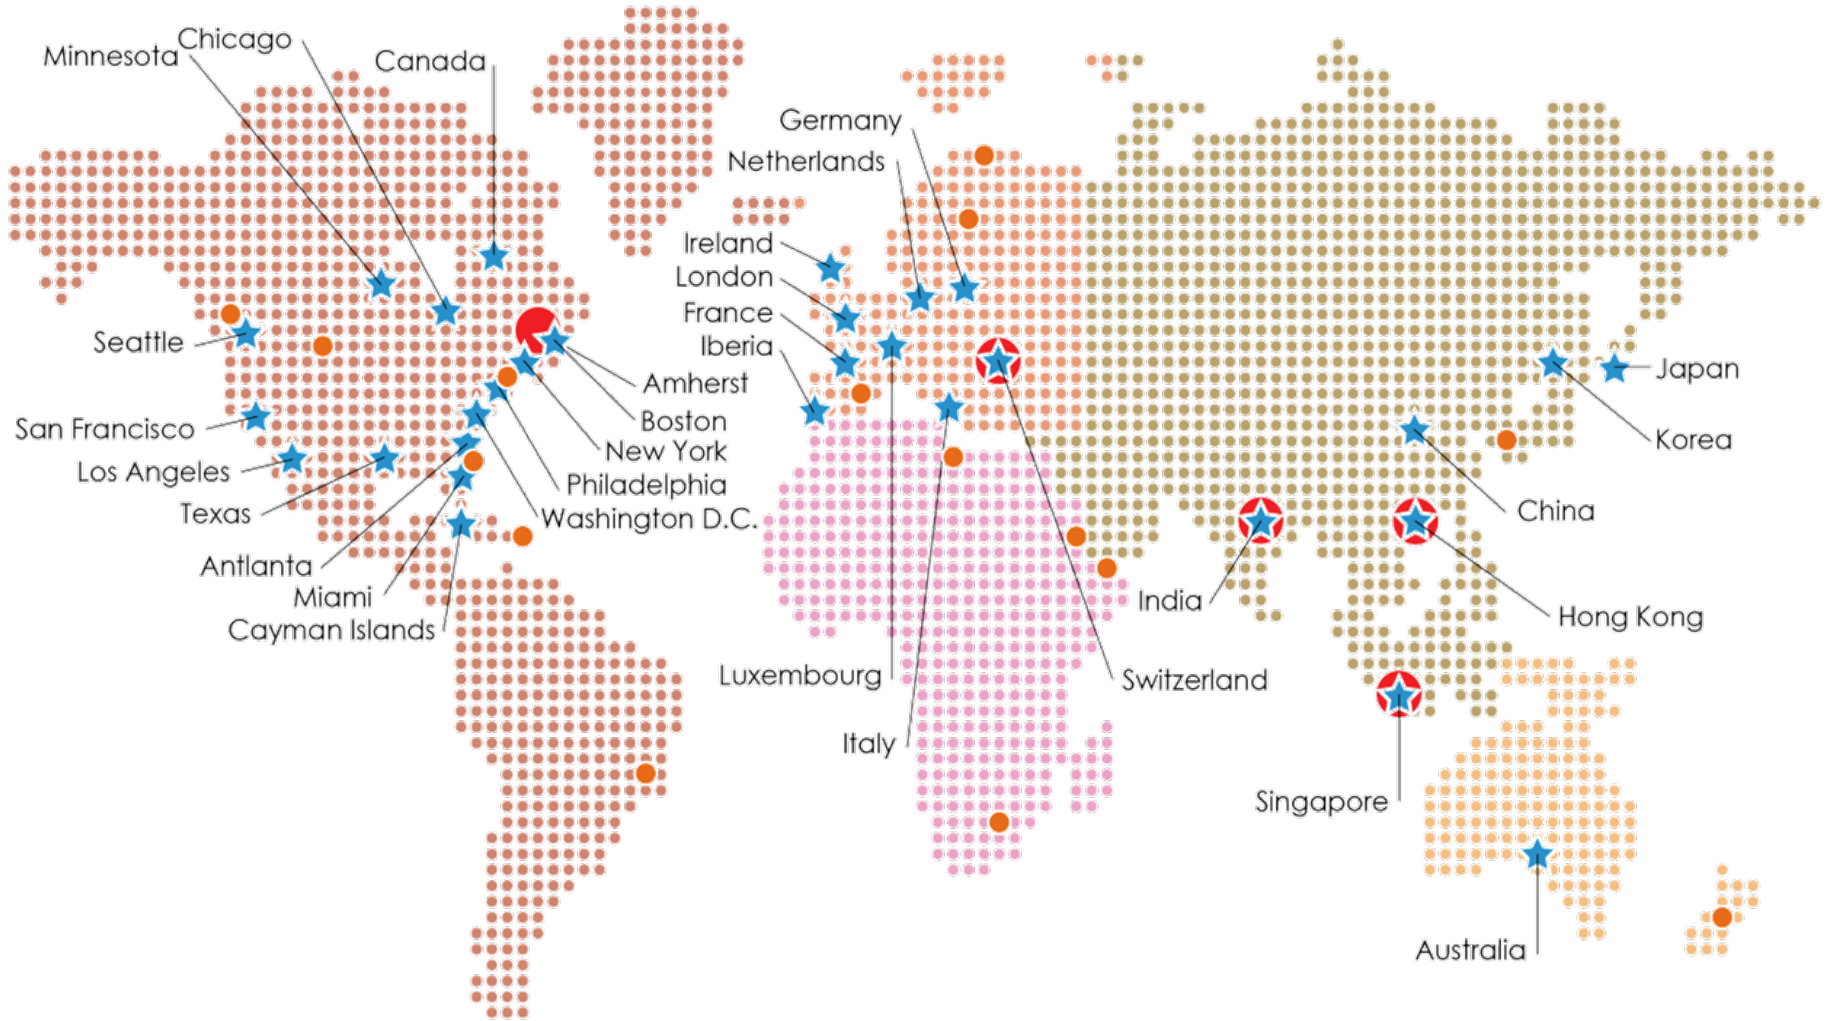 Chicago
Minnesota
Canada
Germany
Netherlands
Ireland
London
France
Iberia
Seattle
Japan
Amherst
Boston
San Francisco
Korea
New York
Los Angeles
Philadelphia
Texas
China
Washington D.C.
Antlanta
Miami
India
Hong Kong
Cayman Islands
Luxembourg
Switzerland
Italy
Singapore
Australia